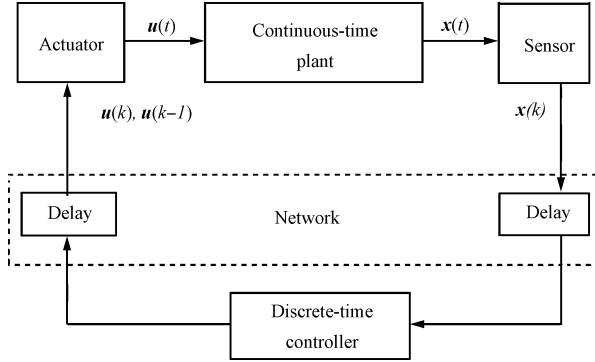 Actuator
u(t)
Continuous-time
plant
x(t)
Sensor
u(k), u(k−1)
x(k)
Delay
Network
Delay
Discrete-time
controller